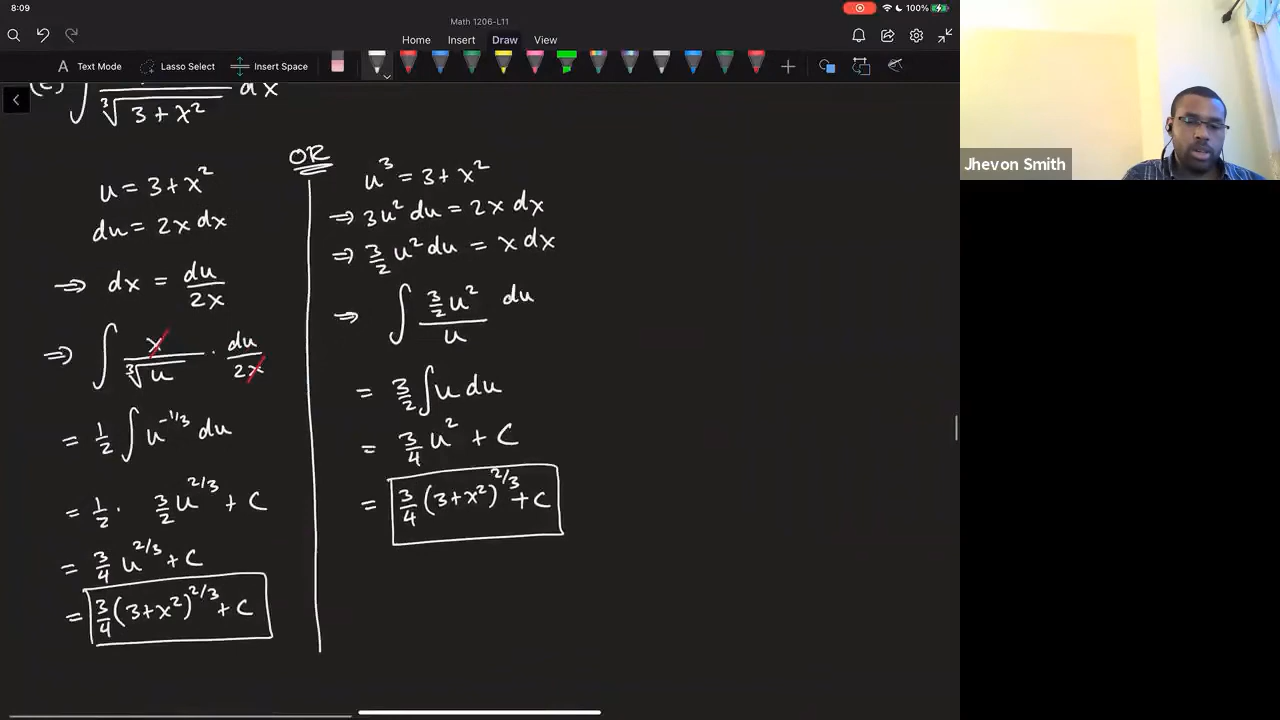 8:09
100%
Math 1206-L11
Home Insert Draw View
Text Mode Lasso Select Insert Space
∛(3 + x²) dx
OR
u = 3 + x²
du = 2x dx
⇒ dx = du/2x
⇒ ∫ x/∛u · du/2x
= 1/2 ∫ u^(-1/3) du
= 1/2 · 3/2 u^(2/3) + C
= 3/4 u^(2/3) + C
= 3/4 (3+x²)^(2/3) + C
u³ = 3 + x²
⇒ 3u² du = 2x dx
⇒ 3/2 u² du = x dx
⇒ ∫ (3/2 u²)/u du
= 3/2 ∫ u du
= 3/4 u² + C
= 3/4 (3+x²)^(2/3) + C
Jhevon Smith